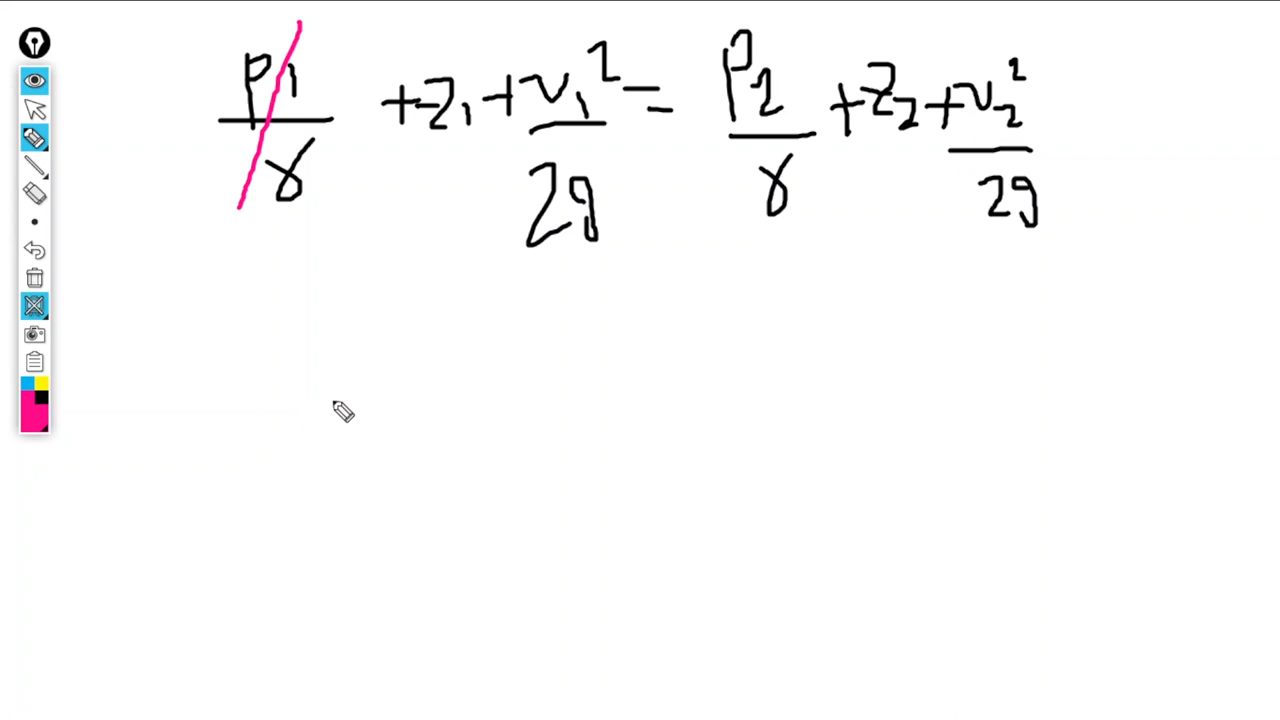 p₁/γ + z₁ + v₁²/2g = P₂/γ + z₂ + v₂²/2g